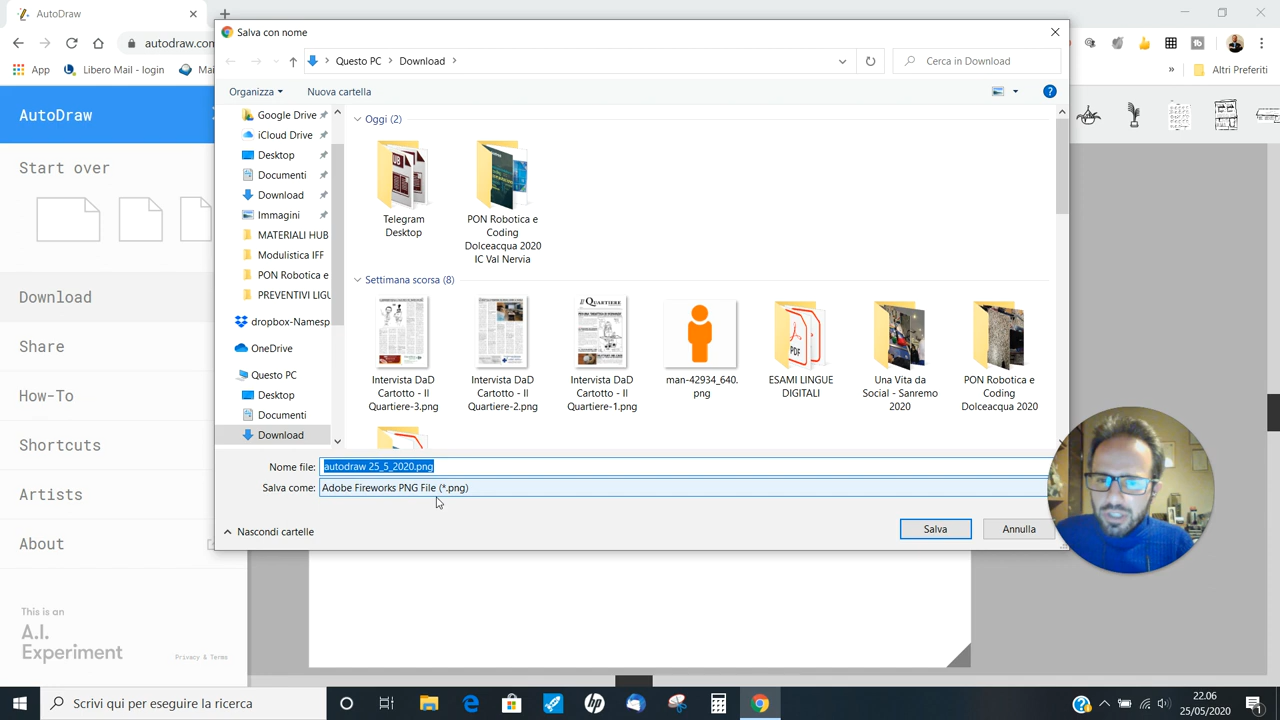 AutoDraw
Salva con nome
autodraw.com
App
Libero Mail - login
Mai
Altri Preferiti
Questo PC
Download
Cerca in Download
Organizza
Nuova cartella
AutoDraw
Start over
Download
Share
How-To
Shortcuts
Artists
About
This is an
A.I.
Experiment
Privacy & Terms
Google Drive
iCloud Drive
Desktop
Documenti
Download
Immagini
MATERIALI HUB
Modulistica IFF
PON Robotica e
PREVENTIVI LIGU
dropbox-Namesp
OneDrive
Questo PC
Desktop
Documenti
Download
Oggi (2)
Telegram
Desktop
PON Robotica e
Coding
Dolceacqua 2020
IC Val Nervia
Settimana scorsa (8)
Il Quartiere
PDF
Intervista DaD
Cartotto - Il
Quartiere-3.png
Intervista DaD
Cartotto - Il
Quartiere-2.png
Intervista DaD
Cartotto - Il
Quartiere-1.png
man-42934_640.
png
ESAMI LINGUE
DIGITALI
Una Vita da
Social - Sanremo
2020
PON Robotica e
Coding
Dolceacqua 2020
Nome file:
autodraw 25_5_2020.png
Salva come:
Adobe Fireworks PNG File (*.png)
Nascondi cartelle
Salva
Annulla
Scrivi qui per eseguire la ricerca
22.06
25/05/2020